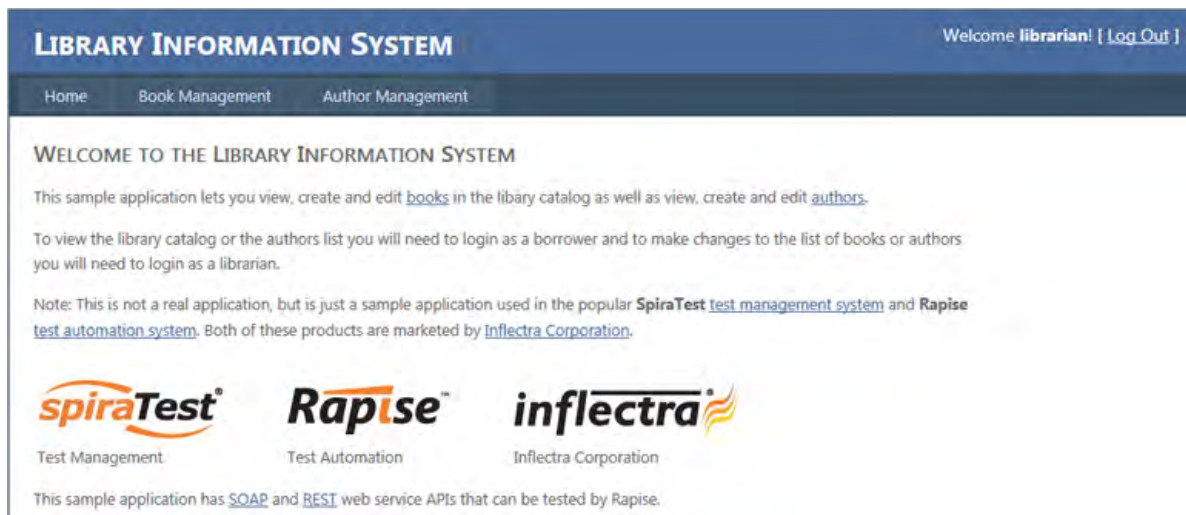 LIBRARY INFORMATION SYSTEM
Welcome librarian! [ Log Out ]
Home Book Management Author Management
WELCOME TO THE LIBRARY INFORMATION SYSTEM
This sample application lets you view, create and edit books in the libary catalog as well as view, create and edit authors.
To view the library catalog or the authors list you will need to login as a borrower and to make changes to the list of books or authors
you will need to login as a librarian.
Note: This is not a real application, but is just a sample application used in the popular SpiraTest test management system and Rapise
test automation system. Both of these products are marketed by Inflectra Corporation.
spiraTest® Rapise™ inflectra®
Test Management Test Automation Inflectra Corporation
This sample application has SOAP and REST web service APIs that can be tested by Rapise.